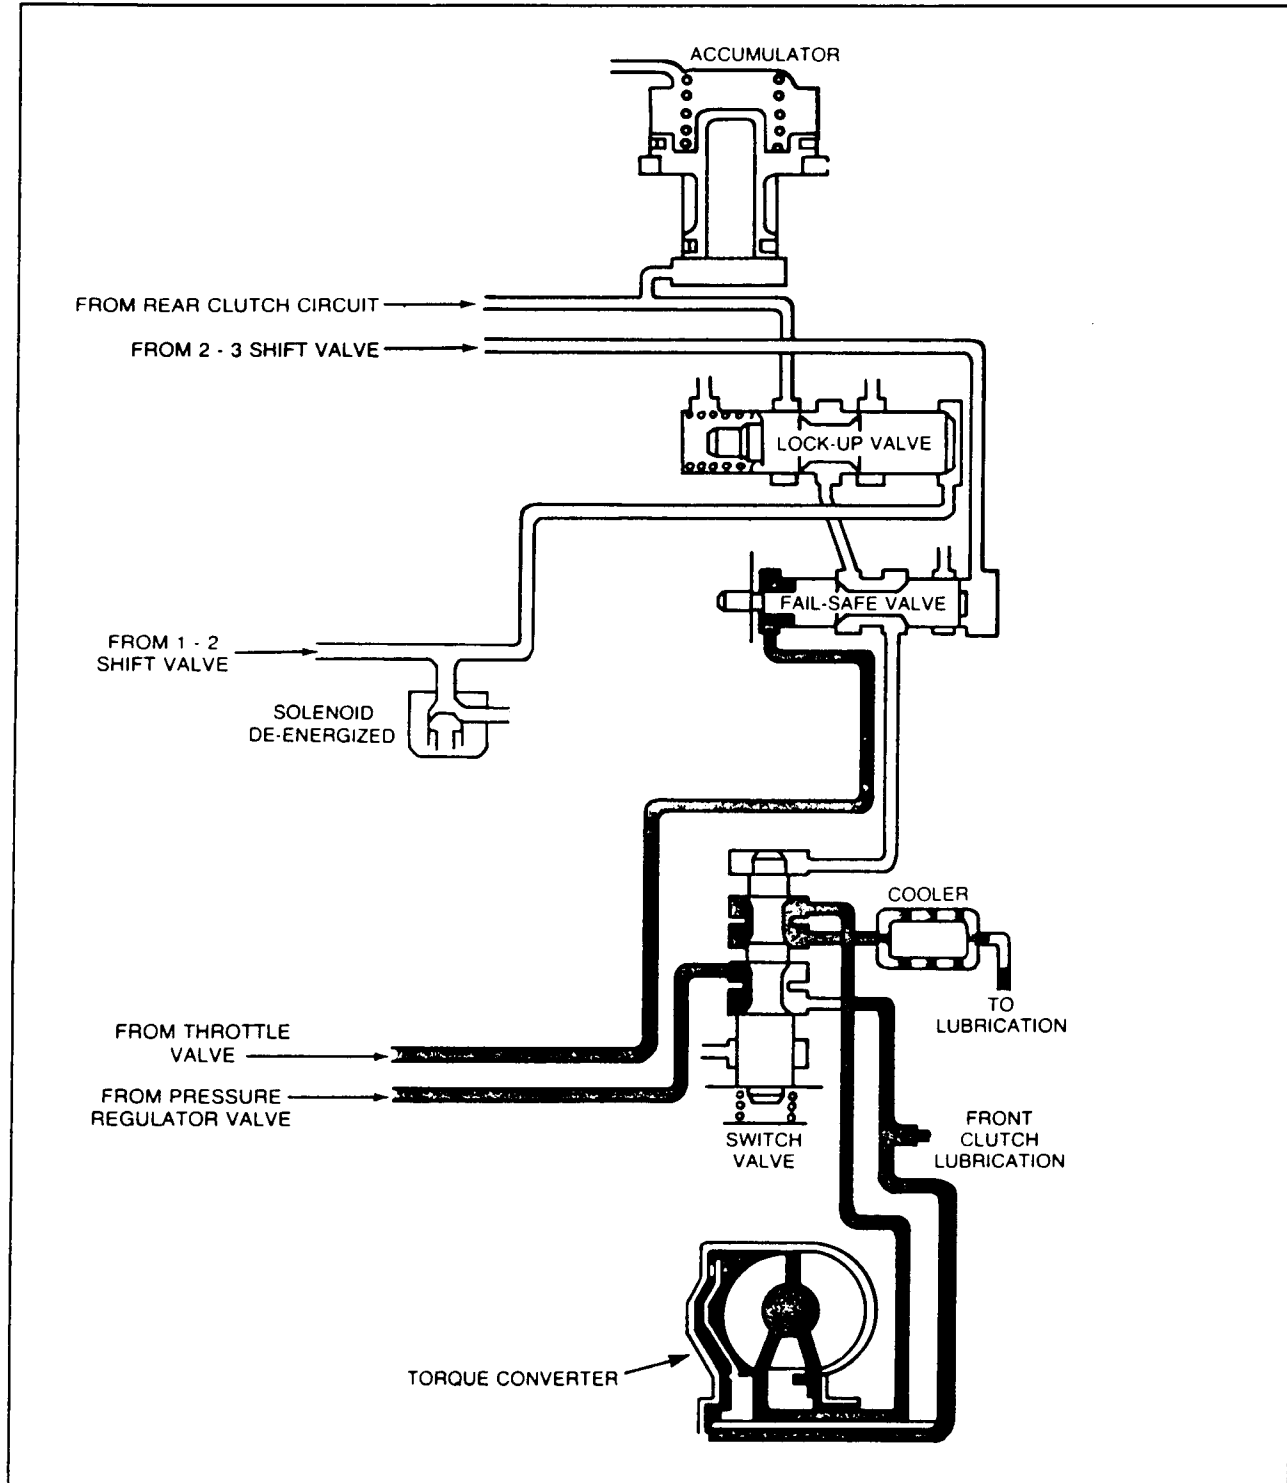 ACCUMULATOR
FROM REAR CLUTCH CIRCUIT
FROM 2 - 3 SHIFT VALVE
LOCK-UP VALVE
FAIL-SAFE VALVE
FROM 1 - 2
SHIFT VALVE
SOLENOID
DE-ENERGIZED
COOLER
TO
LUBRICATION
FROM THROTTLE
VALVE
FROM PRESSURE
REGULATOR VALVE
SWITCH
VALVE
FRONT
CLUTCH
LUBRICATION
TORQUE CONVERTER